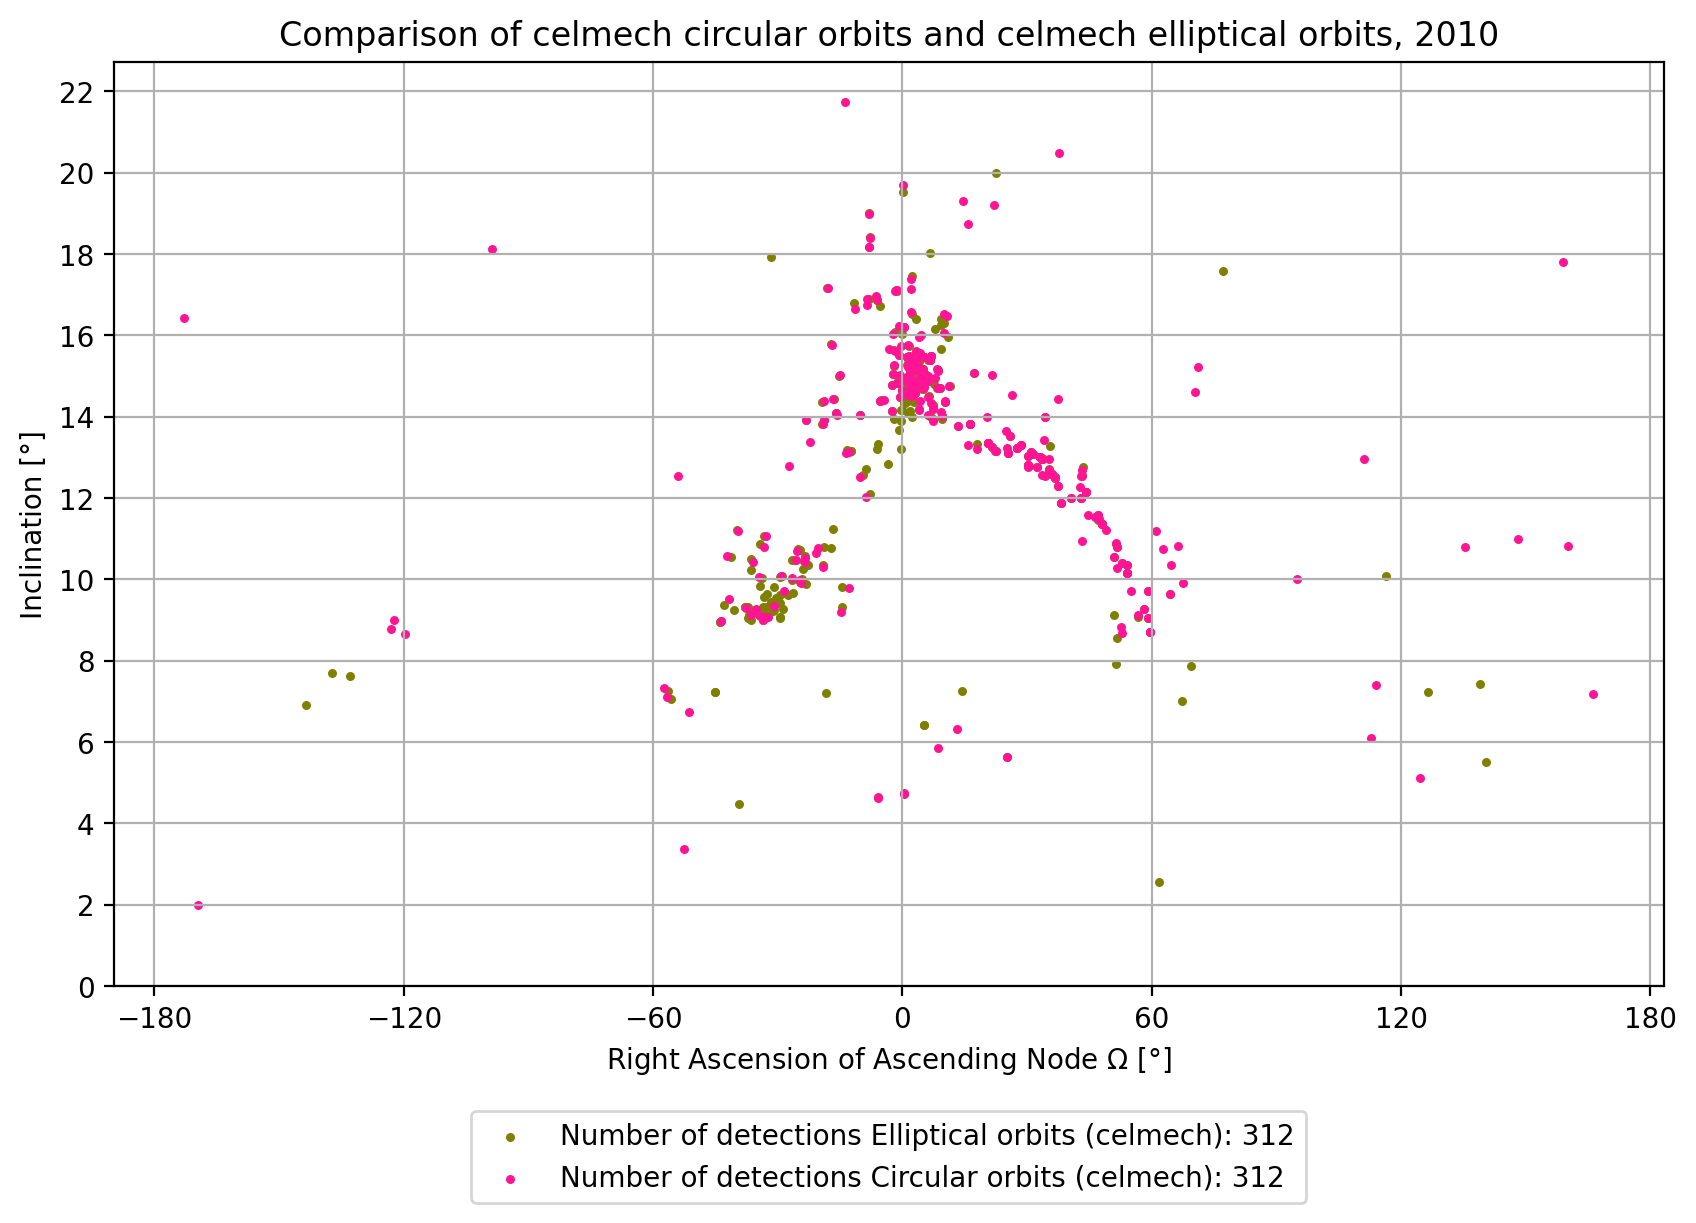 Comparison of celmech circular orbits and celmech elliptical orbits, 2010
22
20
18
16
14
12
10
8
6
4
2
0
Inclination [°]
−180 −120 −60 0 60 120 180
Right Ascension of Ascending Node Ω [°]
Number of detections Elliptical orbits (celmech): 312
Number of detections Circular orbits (celmech): 312